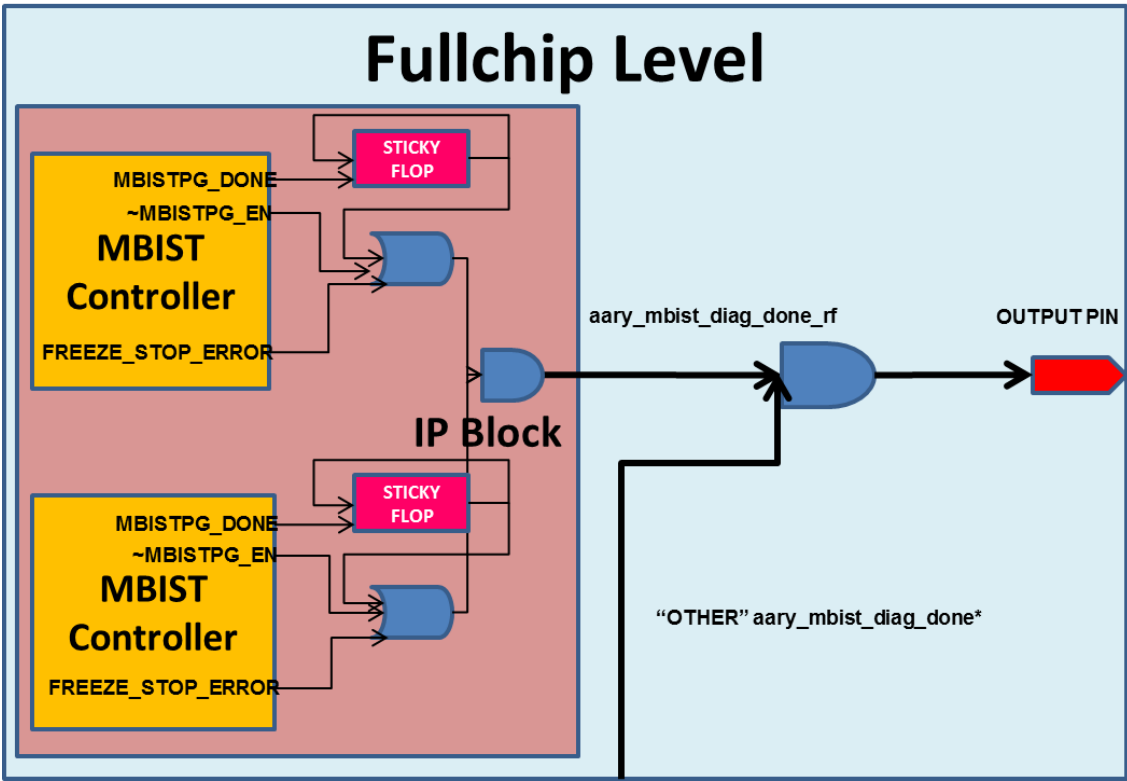 Fullchip Level
STICKY
FLOP
MBISTPG_DONE
~MBISTPG_EN
MBIST
Controller
FREEZE_STOP_ERROR
aary_mbist_diag_done_rf
OUTPUT PIN
IP Block
STICKY
FLOP
MBISTPG_DONE
~MBISTPG_EN
MBIST
Controller
FREEZE_STOP_ERROR
“OTHER” aary_mbist_diag_done*